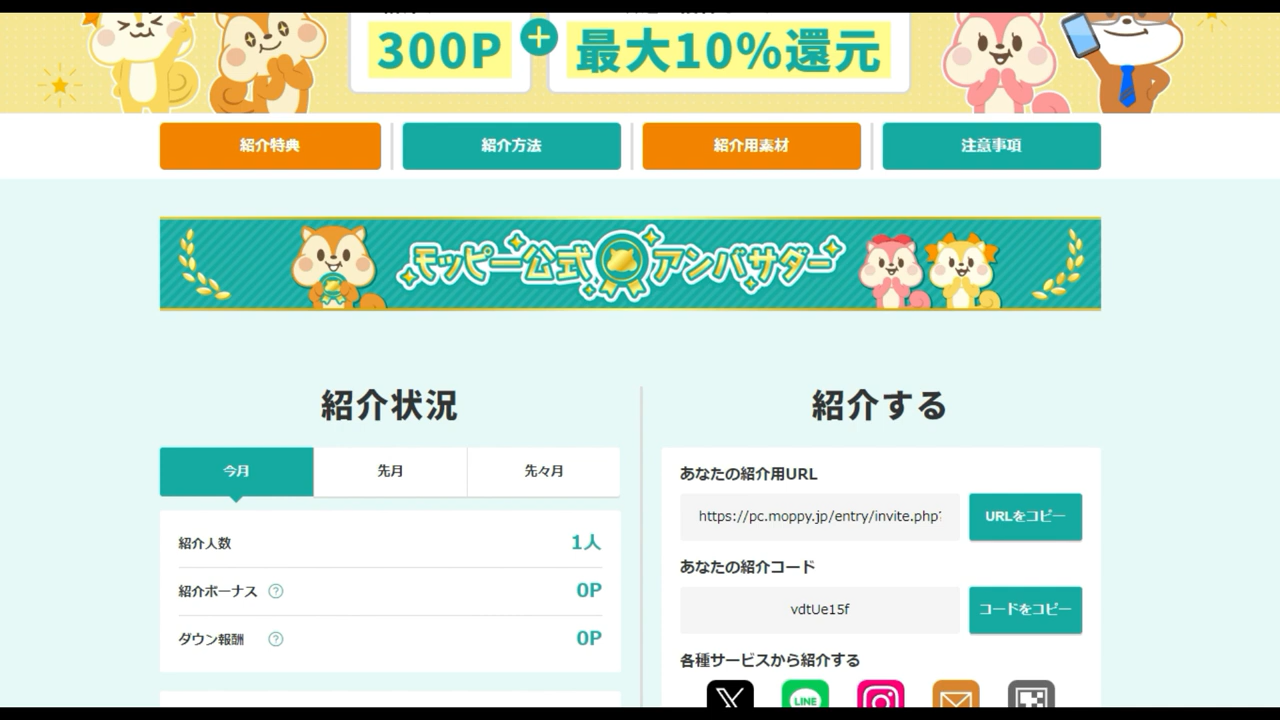 300P
最大10%還元
紹介特典
紹介方法
紹介用素材
注意事項
モッピー公式アンバサダー
紹介状況
紹介する
今月
先月
先々月
紹介人数
1人
紹介ボーナス ?
0P
ダウン報酬 ?
0P
あなたの紹介用URL
https://pc.moppy.jp/entry/invite.php?
URLをコピー
あなたの紹介コード
vdtUe15f
コードをコピー
各種サービスから紹介する
LINE